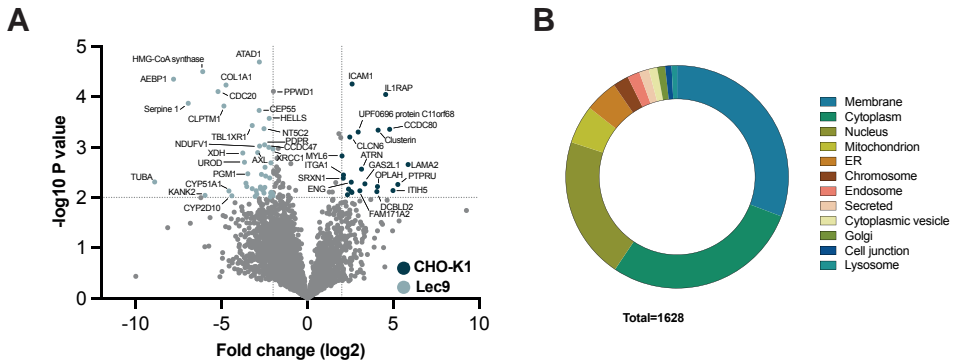 A
B
HMG-CoA synthase
ATAD1
AEBP1
COL1A1
CDC20
Serpine 1
CLPTM1
PPWD1
CEP55
HELLS
TBL1XR1
NT5C2
NDUFV1
PDPR
CCDC47
XDH
AXL
XRCC1
UROD
PGM1
TUBA
CYP51A1
KANK2
CYP2D10
ICAM1
IL1RAP
UPF0696 protein C11orf68
CCDC80
Clusterin
CLCN6
MYL6
ATRN
ITGA1
GAS2L1
LAMA2
SRXN1
OPLAH
PTPRU
ENG
ITIH5
DCBLD2
FAM171A2
CHO-K1
Lec9
-log10 P value
5
4
3
2
1
0
-10
-5
0
5
10
Fold change (log2)
Total=1628
Membrane
Cytoplasm
Nucleus
Mitochondrion
ER
Chromosome
Endosome
Secreted
Cytoplasmic vesicle
Golgi
Cell junction
Lysosome